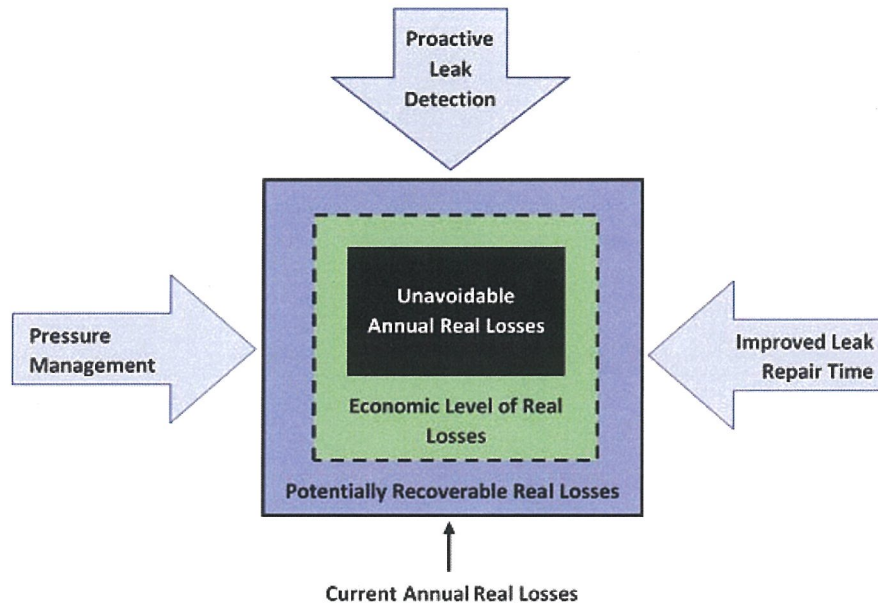 Proactive
Leak
Detection
Unavoidable
Annual Real Losses
Pressure
Management
Improved Leak
Repair Time
Economic Level of Real
Losses
Potentially Recoverable Real Losses
Current Annual Real Losses